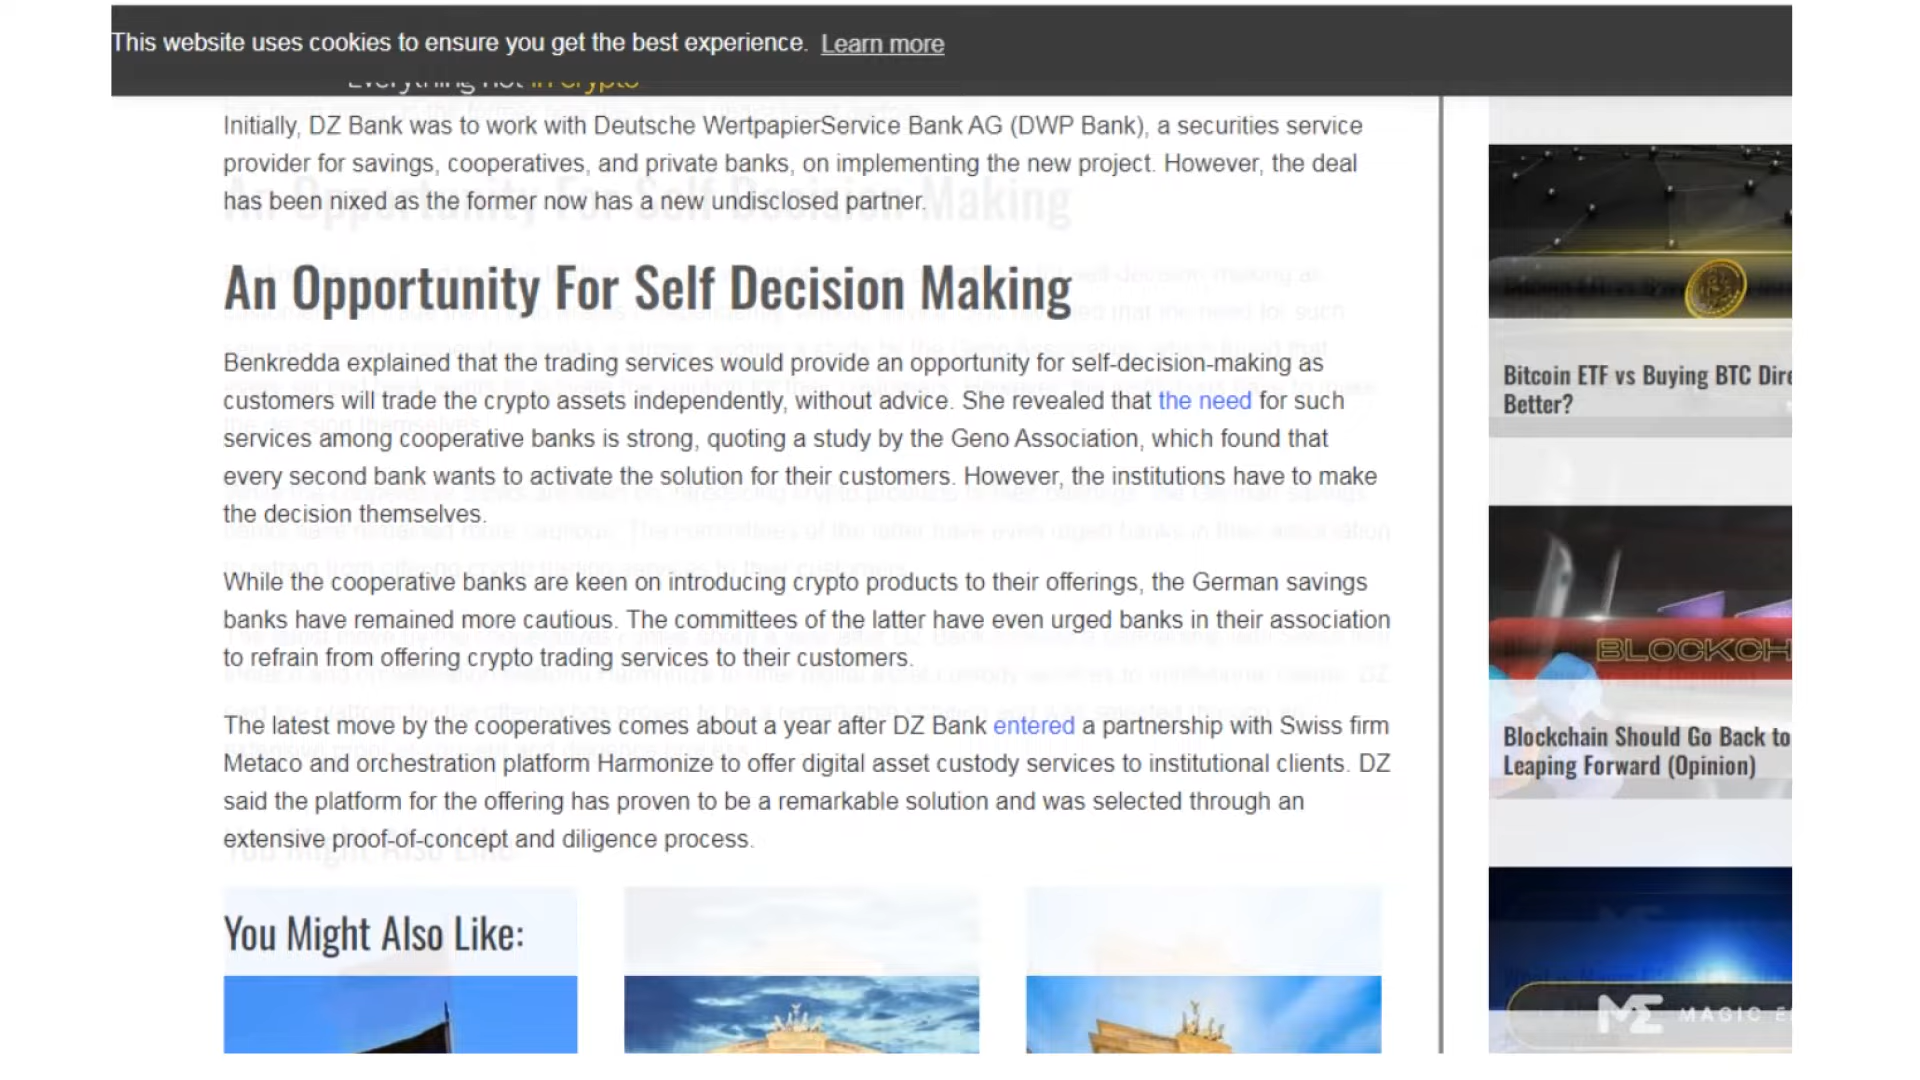 This website uses cookies to ensure you get the best experience. Learn more
Everything hot in crypto
Initially, DZ Bank was to work with Deutsche WertpapierService Bank AG (DWP Bank), a securities service
provider for savings, cooperatives, and private banks, on implementing the new project. However, the deal
has been nixed as the former now has a new undisclosed partner.
An Opportunity For Self Decision Making
Benkredda explained that the trading services would provide an opportunity for self-decision-making as
customers will trade the crypto assets independently, without advice. She revealed that the need for such
services among cooperative banks is strong, quoting a study by the Geno Association, which found that
every second bank wants to activate the solution for their customers. However, the institutions have to make
the decision themselves.
While the cooperative banks are keen on introducing crypto products to their offerings, the German savings
banks have remained more cautious. The committees of the latter have even urged banks in their association
to refrain from offering crypto trading services to their customers.
The latest move by the cooperatives comes about a year after DZ Bank entered a partnership with Swiss firm
Metaco and orchestration platform Harmonize to offer digital asset custody services to institutional clients. DZ
said the platform for the offering has proven to be a remarkable solution and was selected through an
extensive proof-of-concept and diligence process.
You Might Also Like:
Bitcoin ETF vs Buying BTC Dire
Better?
BLOCKCH
Blockchain Should Go Back to
Leaping Forward (Opinion)
ME MAGIC E